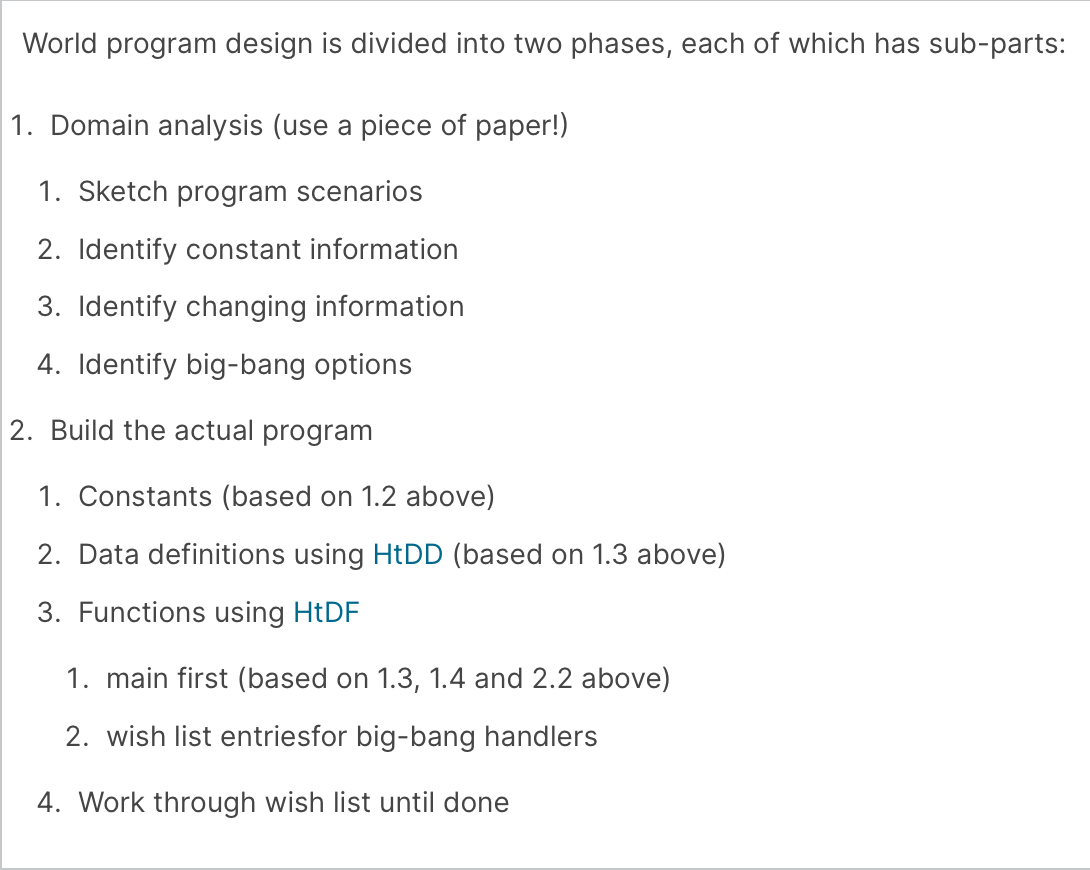 World program design is divided into two phases, each of which has sub-parts:
1. Domain analysis (use a piece of paper!)
1. Sketch program scenarios
2. Identify constant information
3. Identify changing information
4. Identify big-bang options
2. Build the actual program
1. Constants (based on 1.2 above)
2. Data definitions using HtDD (based on 1.3 above)
3. Functions using HtDF
1. main first (based on 1.3, 1.4 and 2.2 above)
2. wish list entriesfor big-bang handlers
4. Work through wish list until done